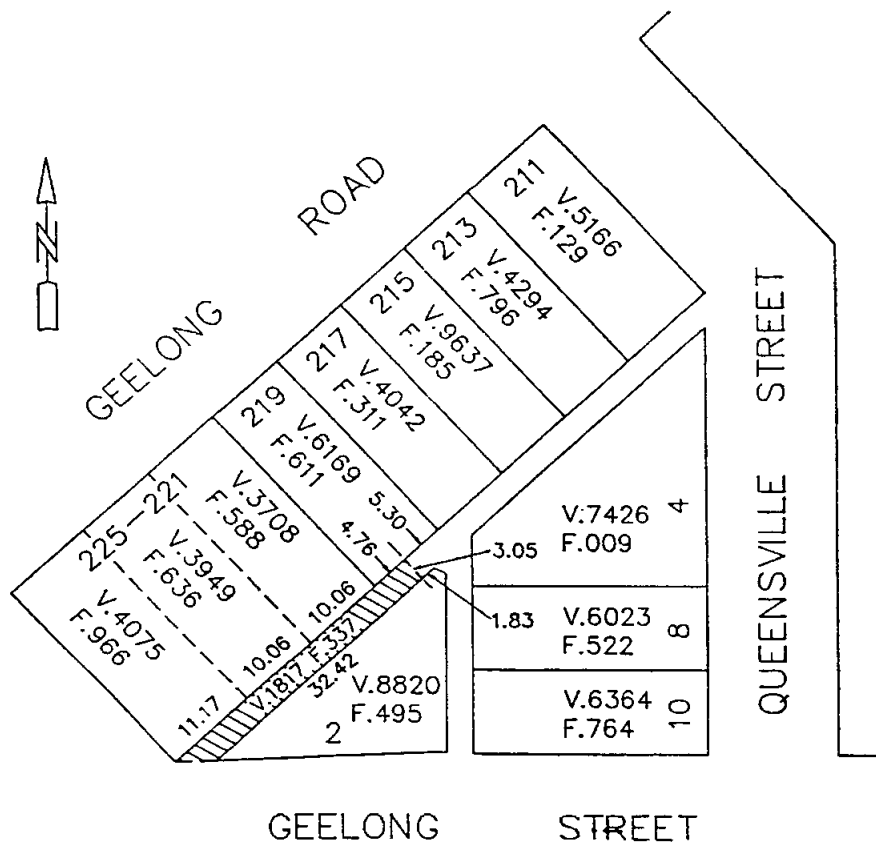 N
GEELONG ROAD
211
V.5166
F.129
213
V.4294
F.796
215
V.9637
F.185
217
V.4042
F.311
219
V.6169
F.611
5.30
4.76
225-221
V.3708
F.588
V.3949
F.636
V.4075
F.966
11.17
10.06
10.06
V.1817 F.337
32.42
3.05
1.83
V.8820
F.495
2
V.7426
F.009
4
V.6023
F.522
8
V.6364
F.764
10
QUEENSVILLE STREET
GEELONG STREET